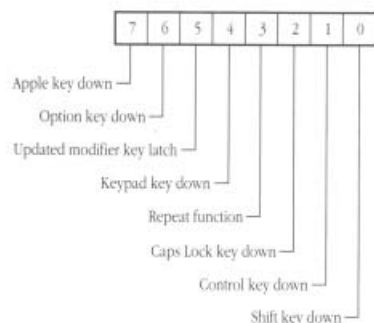 7 6 5 4 3 2 1 0
Apple key down
Option key down
Updated modifier key latch
Keypad key down
Repeat function
Caps Lock key down
Control key down
Shift key down